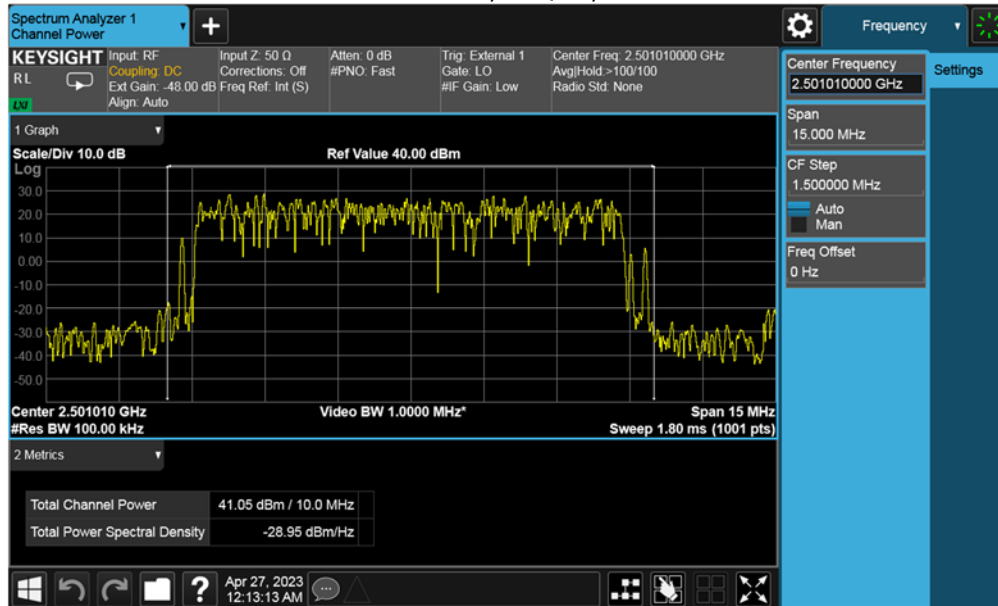 Spectrum Analyzer 1
Channel Power
+
Frequency
KEYSIGHT
RL
LXI
Input: RF
Coupling: DC
Ext Gain: -48.00 dB
Align: Auto
Input Z: 50 Ω
Corrections: Off
Freq Ref: Int (S)
Atten: 0 dB
#PNO: Fast
Trig: External 1
Gate: LO
#IF Gain: Low
Center Freq: 2.501010000 GHz
Avg|Hold:>100/100
Radio Std: None
Center Frequency
2.501010000 GHz
Settings
Span
15.000 MHz
CF Step
1.500000 MHz
Auto
Man
Freq Offset
0 Hz
1 Graph
Scale/Div 10.0 dB
Ref Value 40.00 dBm
Log
30.0
20.0
10.0
0.00
-10.0
-20.0
-30.0
-40.0
-50.0
Center 2.501010 GHz
Video BW 1.0000 MHz*
Span 15 MHz
#Res BW 100.00 kHz
Sweep 1.80 ms (1001 pts)
2 Metrics
Total Channel Power 41.05 dBm / 10.0 MHz
Total Power Spectral Density -28.95 dBm/Hz
?
Apr 27, 2023
12:13:13 AM